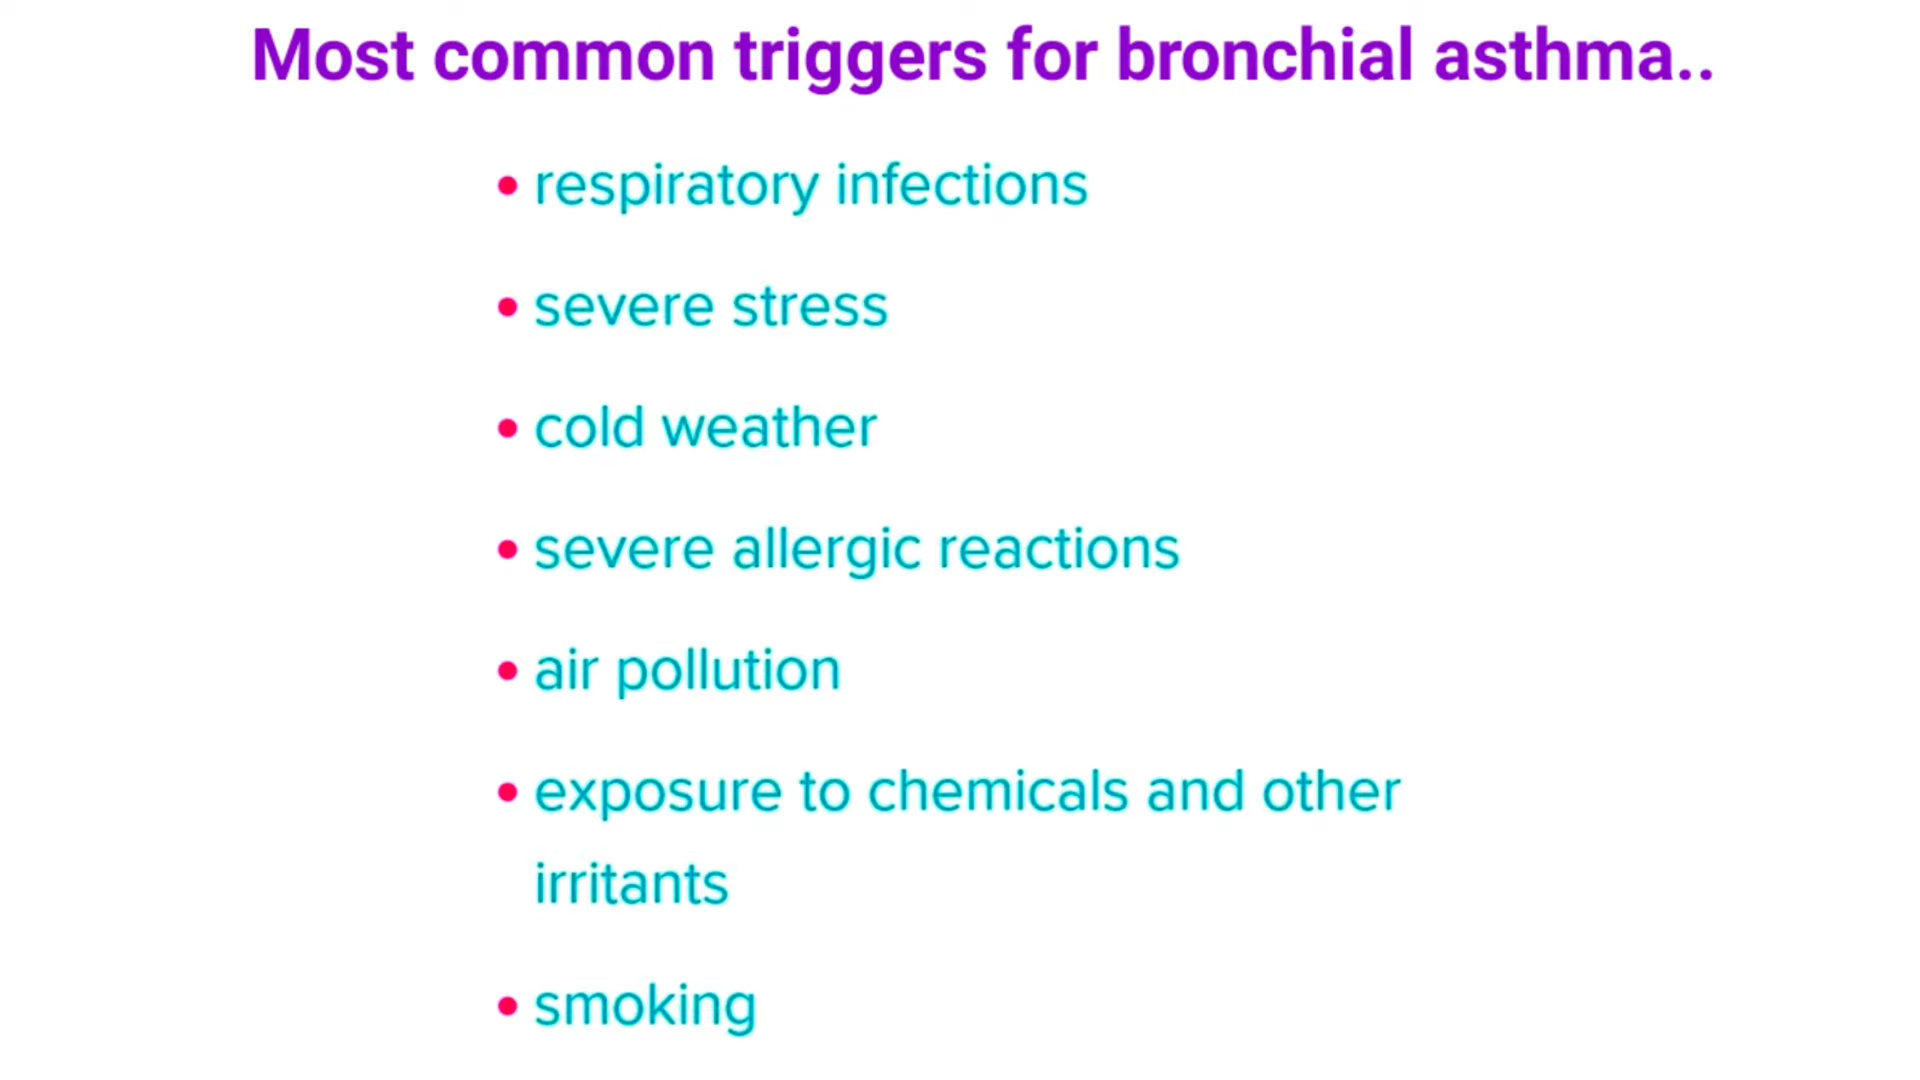 Most common triggers for bronchial asthma..
• respiratory infections
• severe stress
• cold weather
• severe allergic reactions
• air pollution
• exposure to chemicals and other
irritants
• smoking